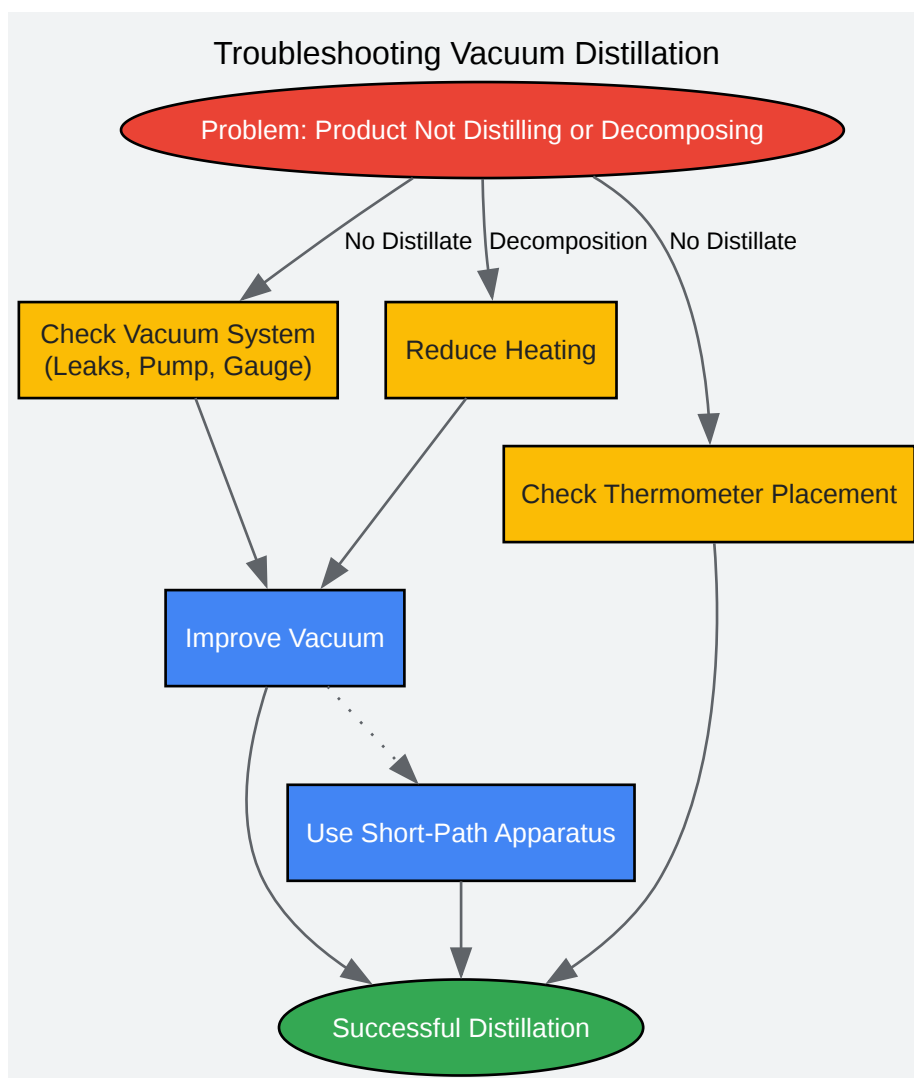 Troubleshooting Vacuum Distillation
Problem: Product Not Distilling or Decomposing
No Distillate
Decomposition
No Distillate
Check Vacuum System
(Leaks, Pump, Gauge)
Reduce Heating
Check Thermometer Placement
Improve Vacuum
Use Short-Path Apparatus
Successful Distillation